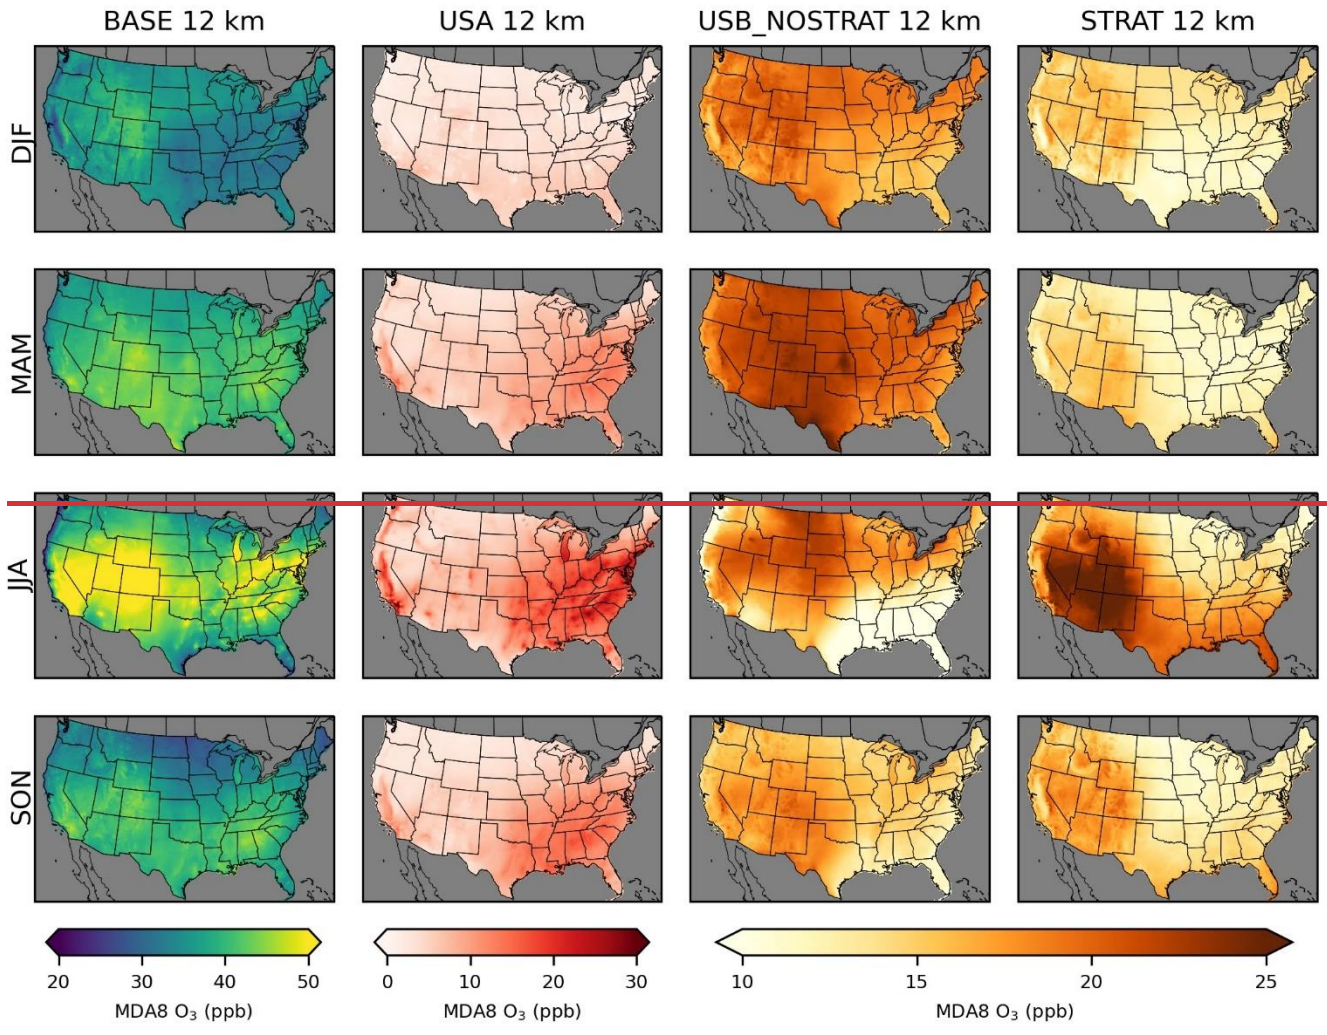 BASE 12 km USA 12 km USB_NOSTRAT 12 km STRAT 12 km
DJF
MAM
JJA
SON
20 30 40 50
MDA8 O₃ (ppb)
0 10 20 30
MDA8 O₃ (ppb)
10 15 20 25
MDA8 O₃ (ppb)